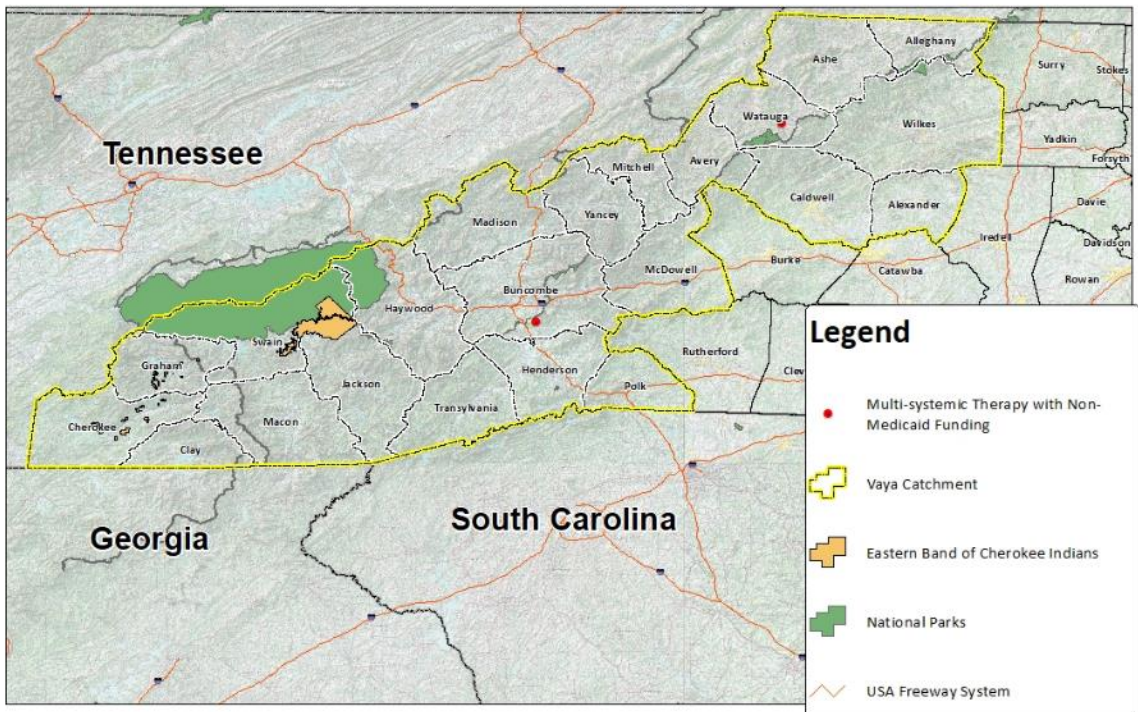 Alleghany
Ashe
Surry
Stokes
Watauga
Wilkes
Yadkin
Forsyth
Tennessee
Mitchell
Avery
Caldwell
Alexander
Davie
Madison
Yancey
Iredell
Davidson
McDowell
Burke
Catawba
Rowan
Buncombe
Haywood
Swain
Graham
Rutherford
Clev
Henderson
Jackson
Polk
Transylvania
Macon
Cherokee
Clay
Georgia
South Carolina
Legend
Multi-systemic Therapy with Non-
Medicaid Funding
Vaya Catchment
Eastern Band of Cherokee Indians
National Parks
USA Freeway System